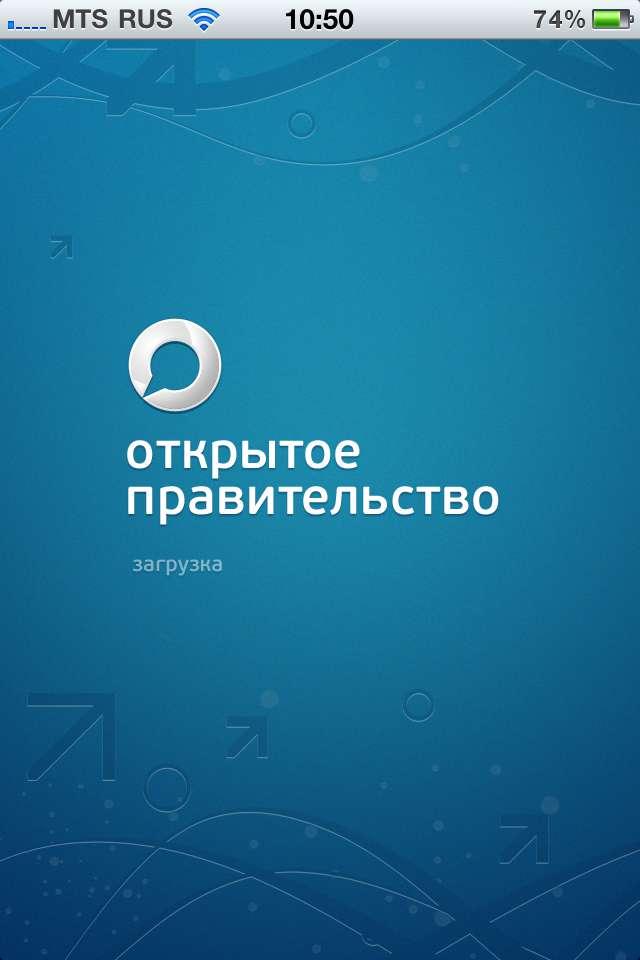 MTS RUS 10:50 74%
открытое
правительство
загрузка